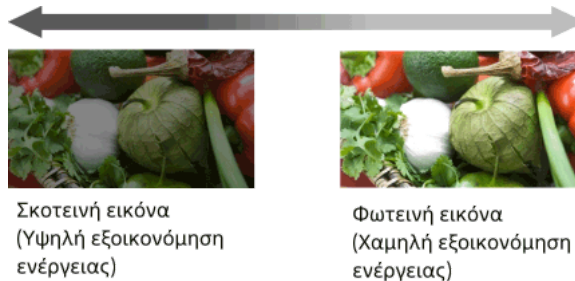 Σκοτεινή εικόνα
(Υψηλή εξοικονόμηση
ενέργειας)
Φωτεινή εικόνα
(Χαμηλή εξοικονόμηση
ενέργειας)